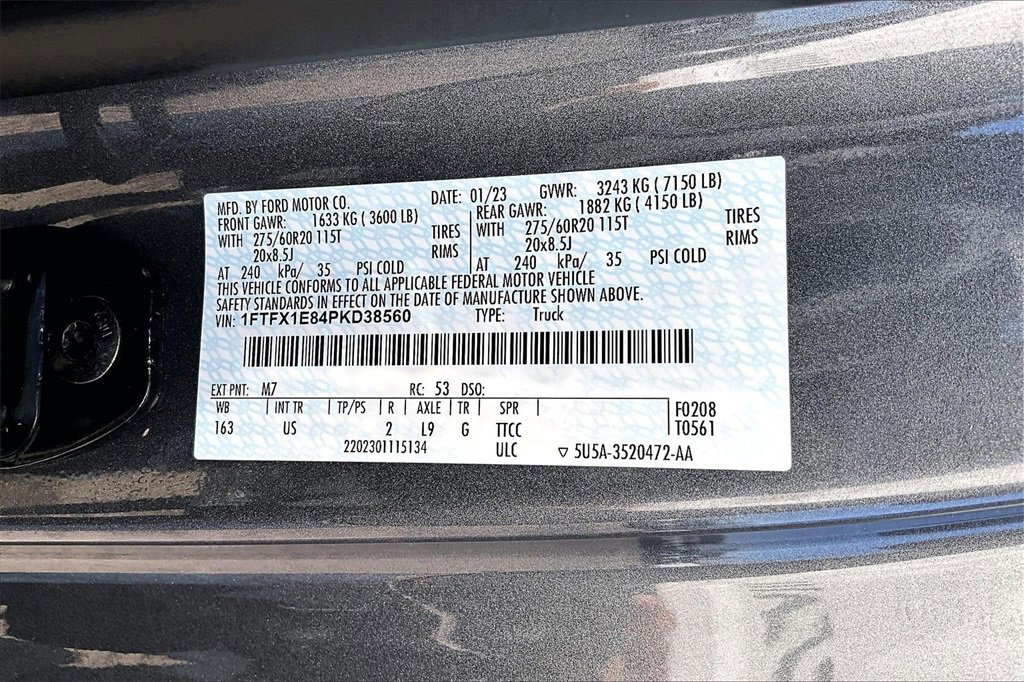 MFD. BY FORD MOTOR CO. DATE: 01/23 GVWR: 3243 KG ( 7150 LB)
FRONT GAWR: 1633 KG ( 3600 LB) REAR GAWR: 1882 KG ( 4150 LB)
WITH 275/60R20 115T TIRES WITH 275/60R20 115T TIRES
20x8.5J RIMS 20x8.5J RIMS
AT 240 kPa/ 35 PSI COLD AT 240 kPa/ 35 PSI COLD
THIS VEHICLE CONFORMS TO ALL APPLICABLE FEDERAL MOTOR VEHICLE
SAFETY STANDARDS IN EFFECT ON THE DATE OF MANUFACTURE SHOWN ABOVE.
VIN: 1FTFX1E84PKD38560 TYPE: Truck
EXT PNT: M7 RC: 53 DSO:
WB INT TR TP/PS R AXLE TR SPR F0208
163 US 2 L9 G TTCC T0561
2202301115134 ULC ▽ 5U5A-3520472-AA